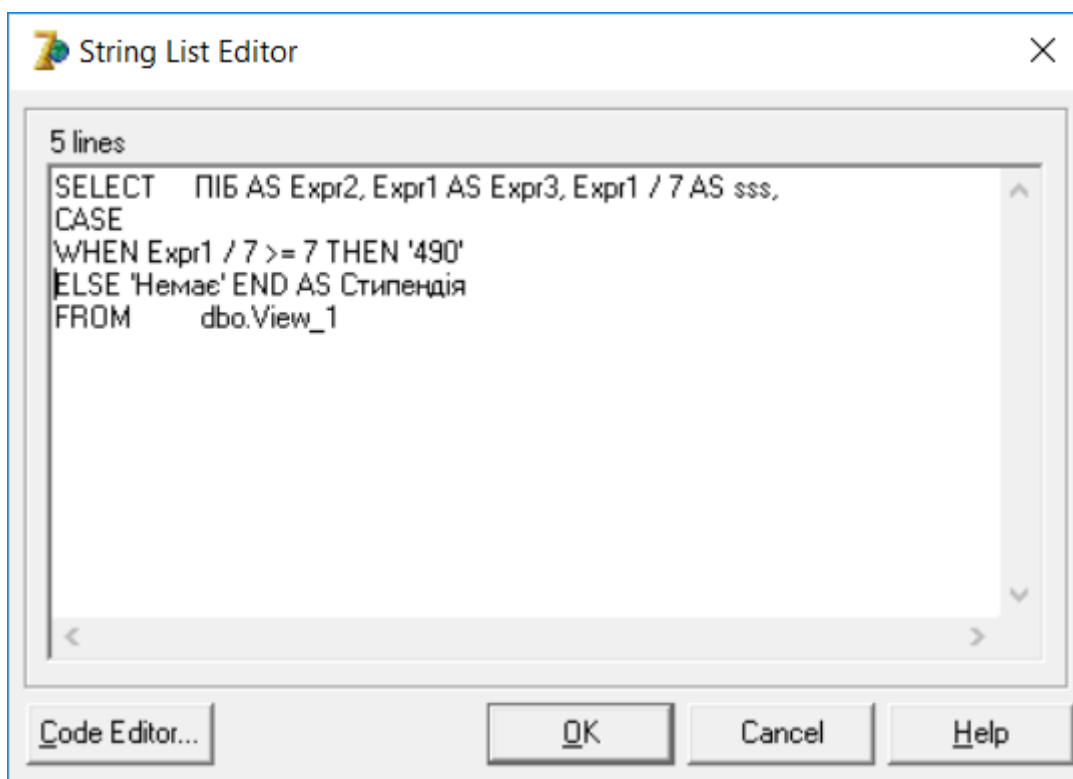 String List Editor
5 lines
SELECT ПІБ AS Expr2, Expr1 AS Expr3, Expr1 / 7 AS sss,
CASE
WHEN Expr1 / 7 >= 7 THEN '490'
ELSE 'Немає' END AS Стипендія
FROM dbo.View_1
Code Editor... OK Cancel Help